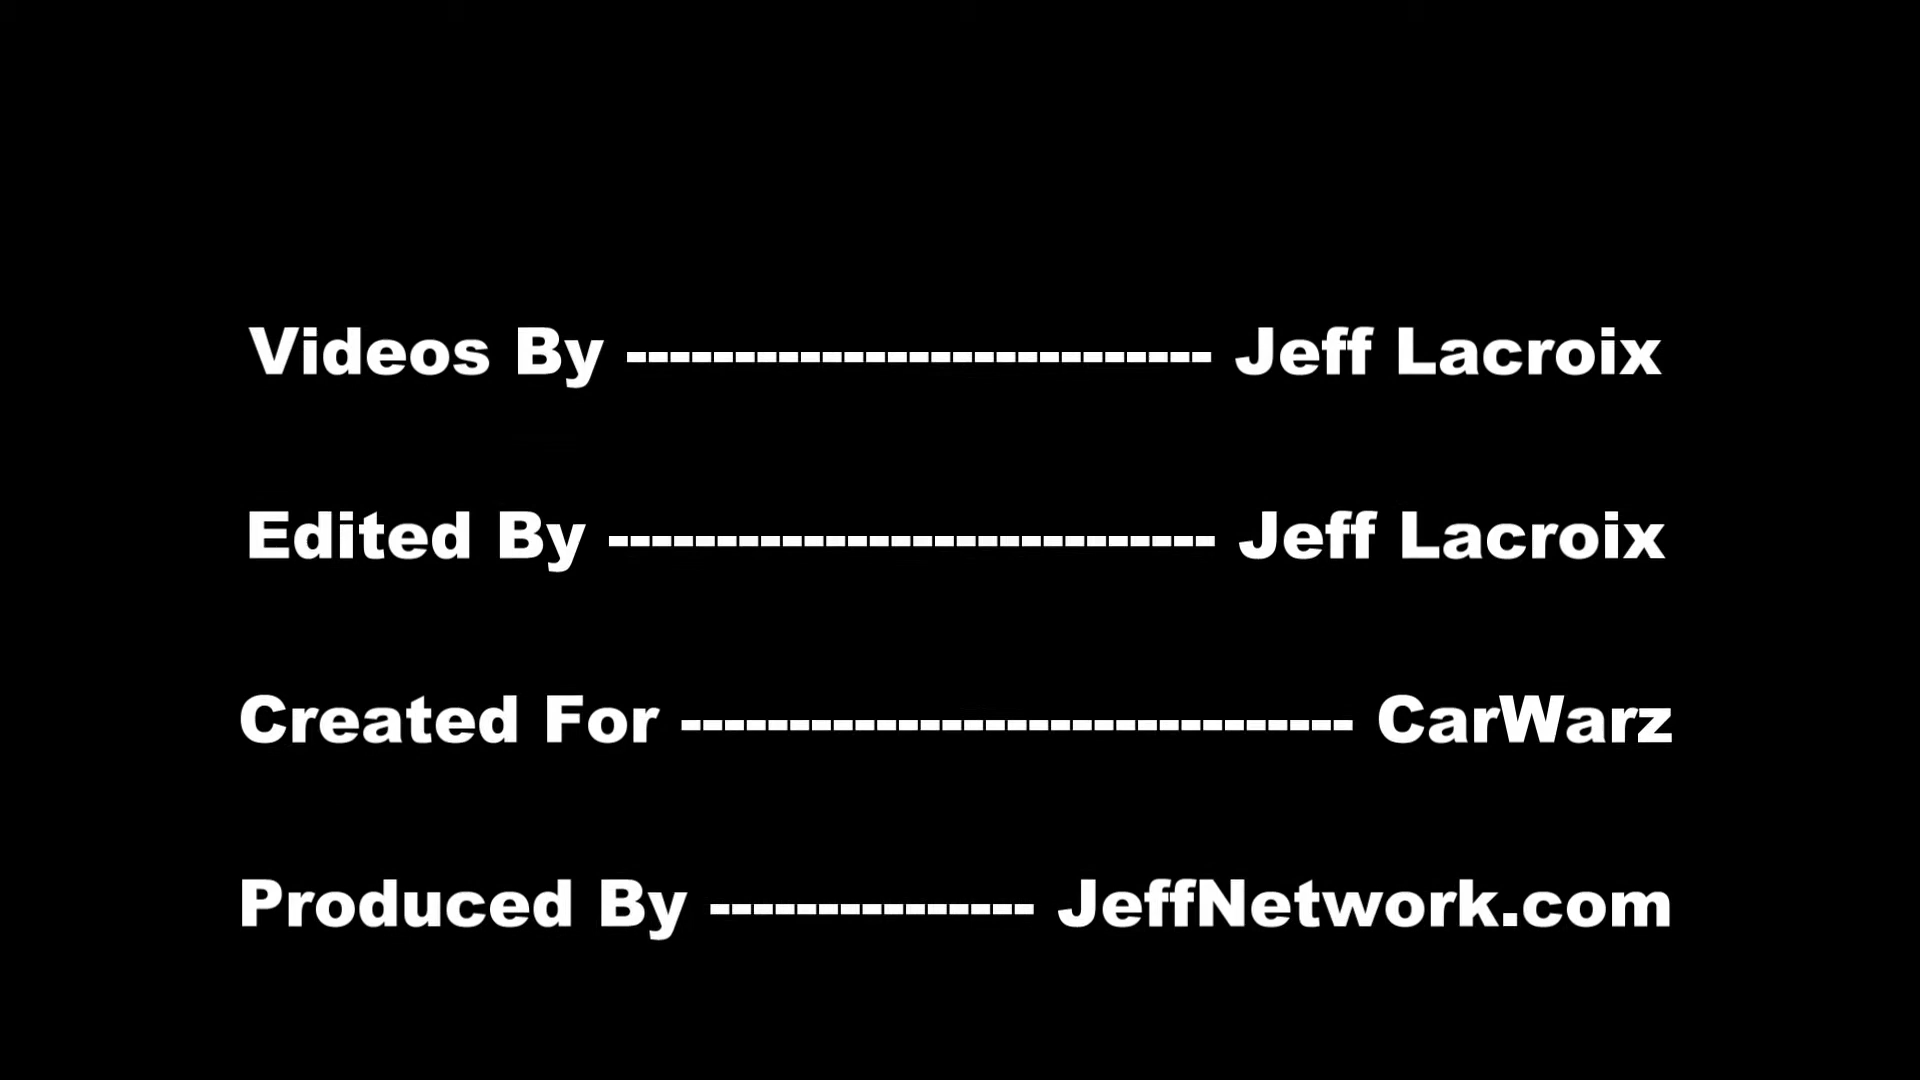 Videos By --------------------------- Jeff Lacroix
Edited By ---------------------------- Jeff Lacroix
Created For ------------------------------- CarWarz
Produced By --------------- JeffNetwork.com